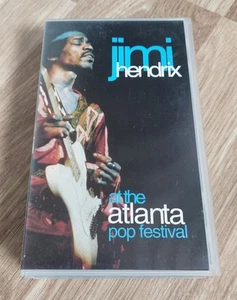 jimi
hendrix
at the
atlanta
pop festival